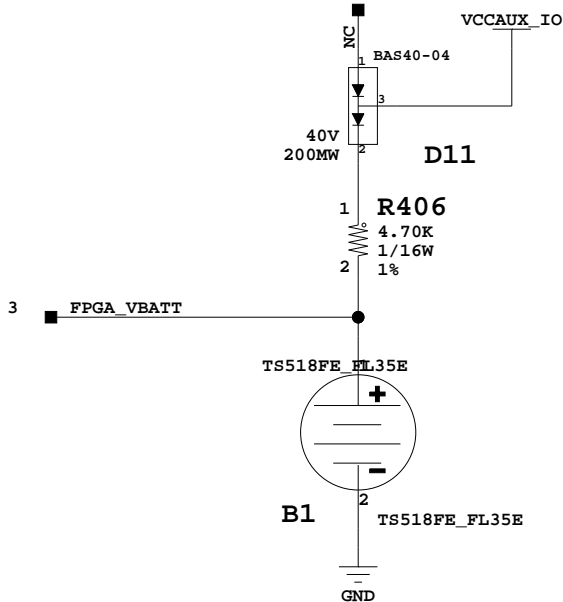 VCCAUX_IO
NC
1
BAS40-04
3
40V
200MW
2
D11
1
R406
4.70K
1/16W
1%
2
3
FPGA_VBATT
TS518FE_FL35E
1
+
-
B1
2
TS518FE_FL35E
GND